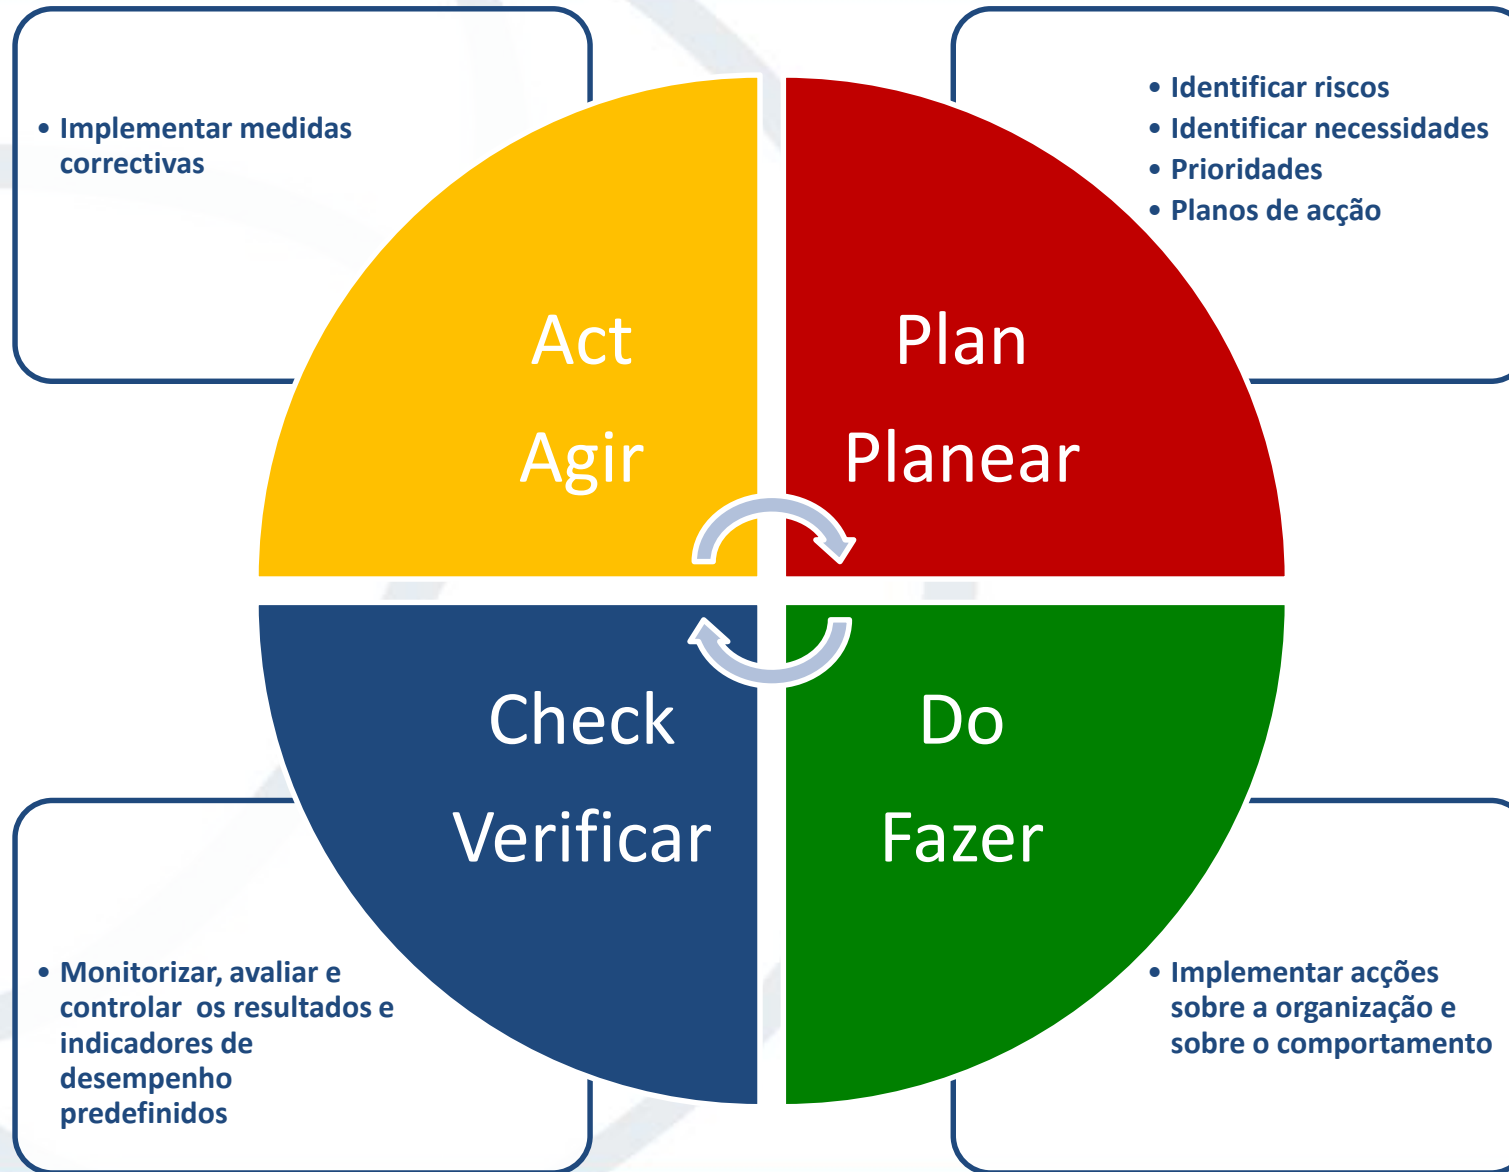 • Implementar medidas
correctivas
• Identificar riscos
• Identificar necessidades
• Prioridades
• Planos de acção
Act
Agir
Plan
Planear
Check
Verificar
Do
Fazer
• Monitorizar, avaliar e
controlar os resultados e
indicadores de
desempenho
predefinidos
• Implementar acções
sobre a organização e
sobre o comportamento